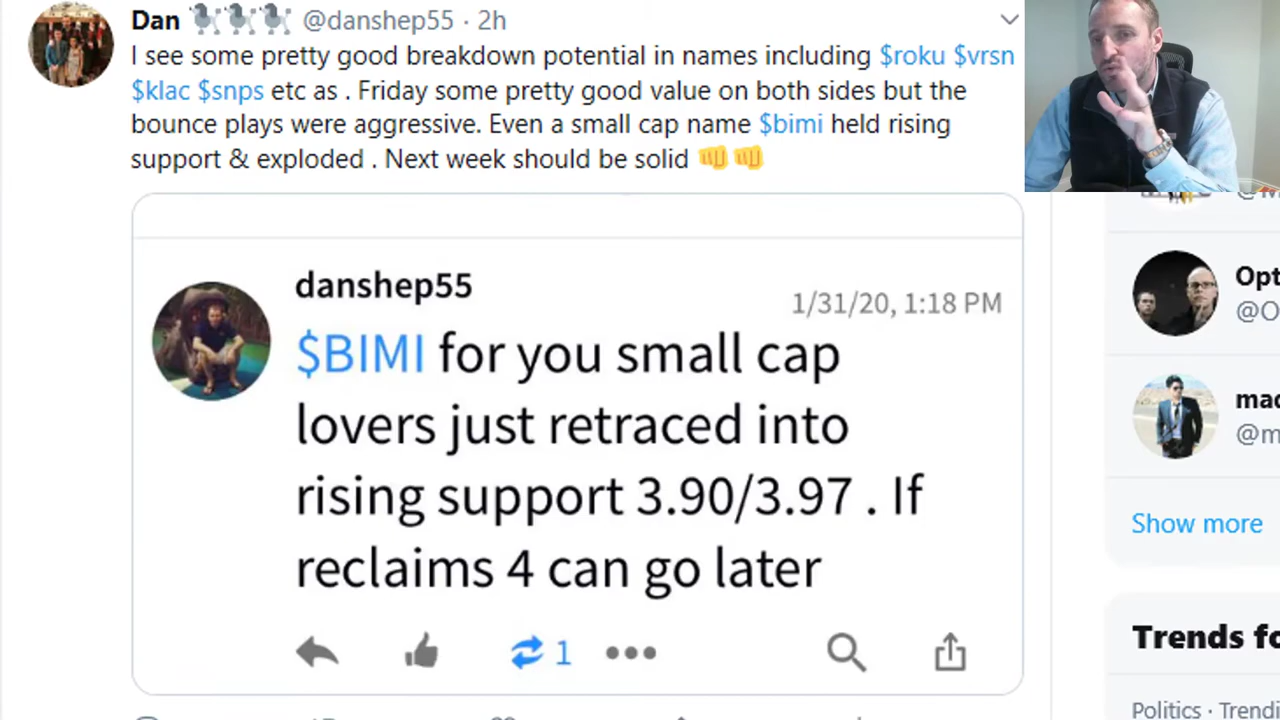 Dan @danshep55 · 2h
I see some pretty good breakdown potential in names including $roku $vrsn
$klac $snps etc as . Friday some pretty good value on both sides but the
bounce plays were aggressive. Even a small cap name $bimi held rising
support & exploded . Next week should be solid
danshep55
1/31/20, 1:18 PM
$BIMI for you small cap
lovers just retraced into
rising support 3.90/3.97 . If
reclaims 4 can go later
1
Opt
@O
mad
@m
Show more
Trends fo
Politics · Trendi